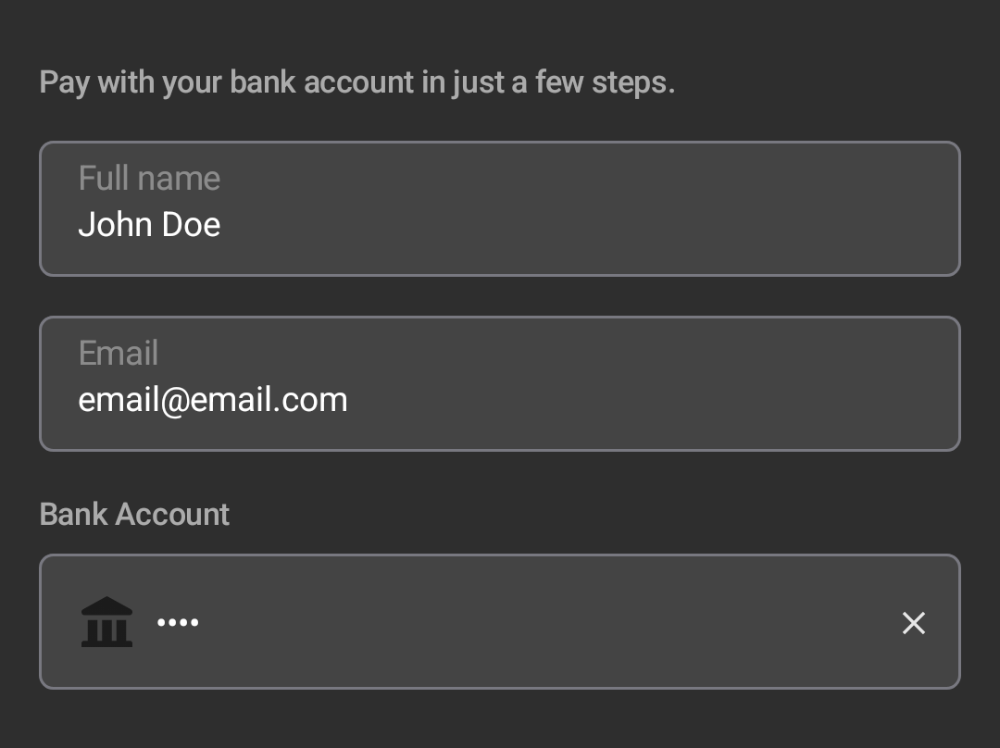 Pay with your bank account in just a few steps.
Full name
John Doe
Email
email@email.com
Bank Account
••••